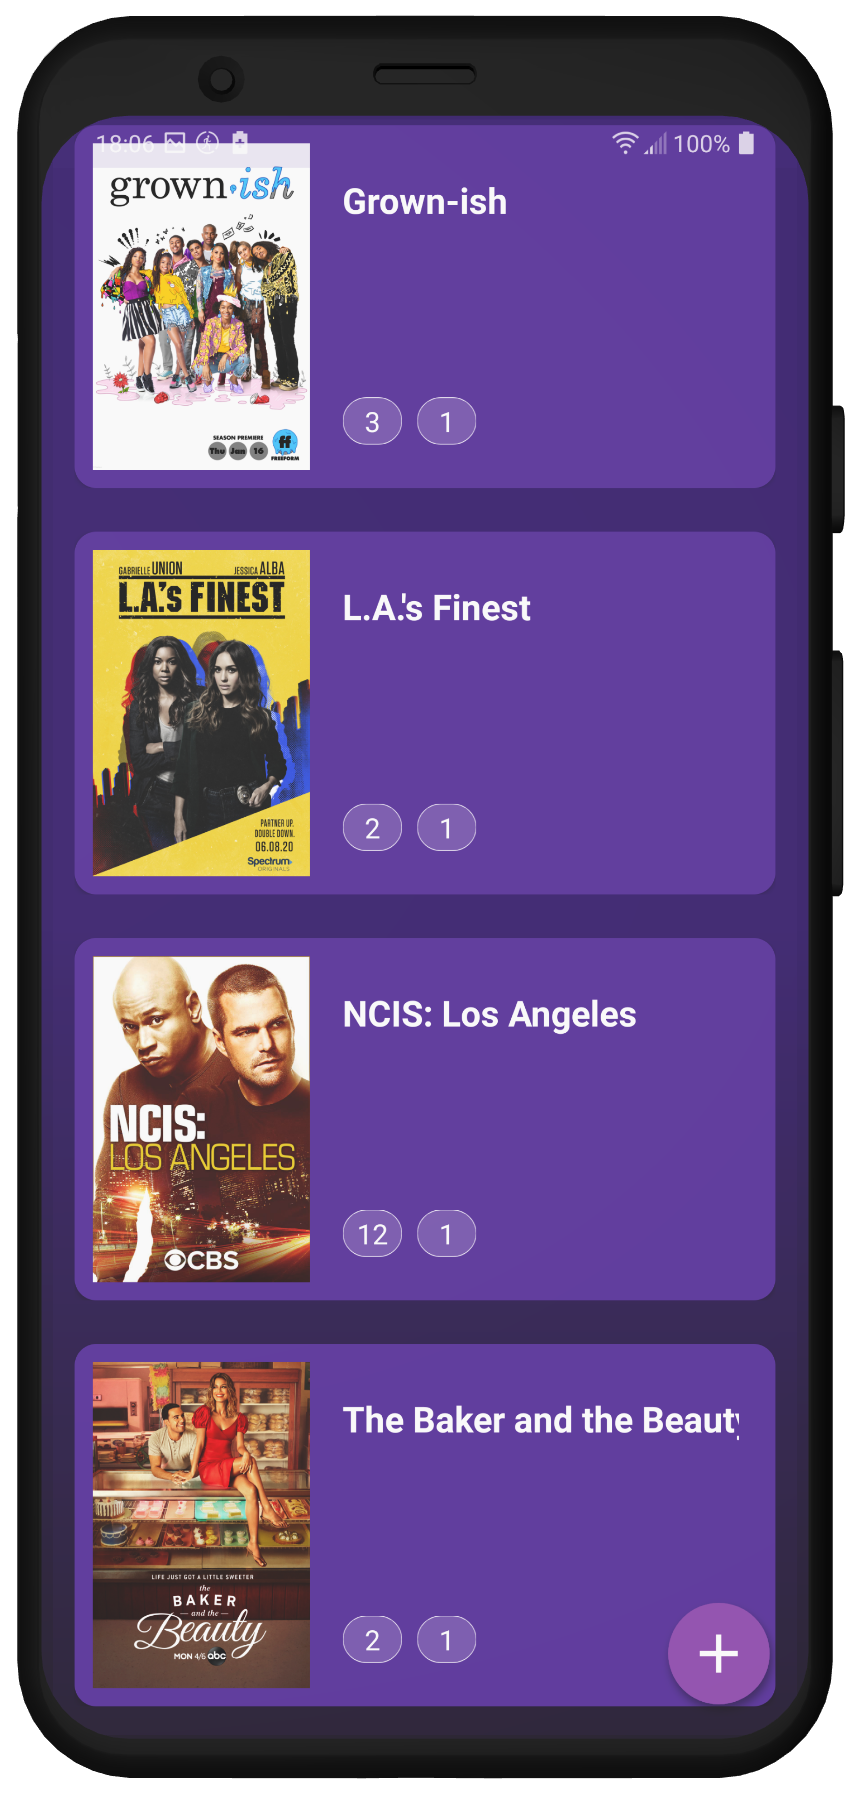 18:06 100%
grown-ish
SEASON PREMIERE
Thu Jan 16
ff
FREEFORM
Grown-ish
3 1
GABRIELLE UNION JESSICA ALBA
L.A.'s FINEST
PARTNER UP.
DOUBLE DOWN.
06.08.20
Spectrum
ORIGINALS
L.A.'s Finest
2 1
NCIS:
LOS ANGELES
CBS
NCIS: Los Angeles
12 1
LIFE JUST GOT A LITTLE SWEETER
the
BAKER
and the
Beauty
MON 4/6 abc
The Baker and the Beauty
2 1
+